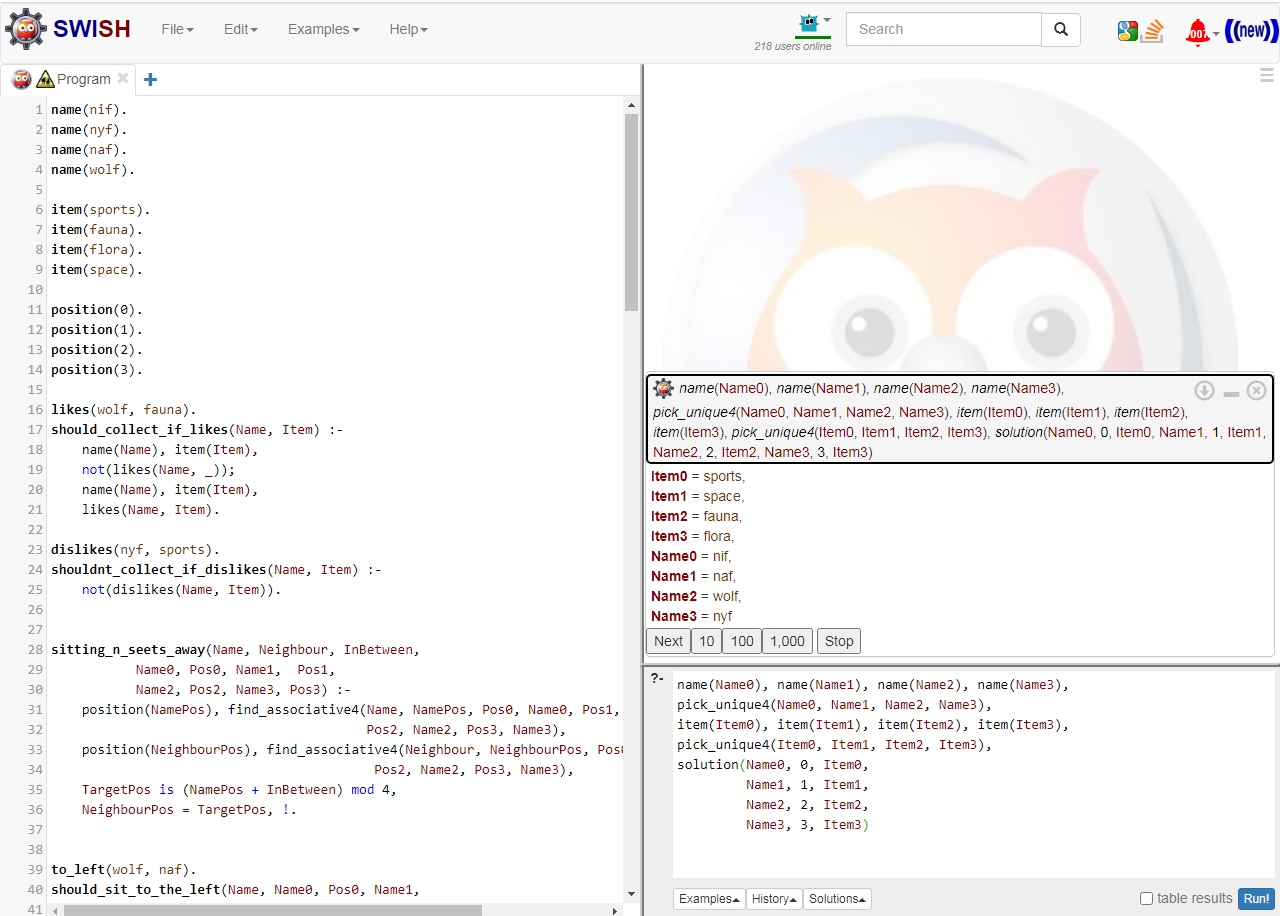 SWISH File Edit Examples Help 218 users online Search 007 ((new))
Program
1 name(nif).
2 name(nyf).
3 name(naf).
4 name(wolf).
5
6 item(sports).
7 item(fauna).
8 item(flora).
9 item(space).
10
11 position(0).
12 position(1).
13 position(2).
14 position(3).
15
16 likes(wolf, fauna).
17 should_collect_if_likes(Name, Item) :-
18 name(Name), item(Item),
19 not(likes(Name, _));
20 name(Name), item(Item),
21 likes(Name, Item).
22
23 dislikes(nyf, sports).
24 shouldnt_collect_if_dislikes(Name, Item) :-
25 not(dislikes(Name, Item)).
26
27
28 sitting_n_seets_away(Name, Neighbour, InBetween,
29 Name0, Pos0, Name1,  Pos1,
30 Name2, Pos2, Name3, Pos3) :-
31 position(NamePos), find_associative4(Name, NamePos, Pos0, Name0, Pos1,
32 Pos2, Name2, Pos3, Name3),
33 position(NeighbourPos), find_associative4(Neighbour, NeighbourPos, Pos0
34 Pos2, Name2, Pos3, Name3),
35 TargetPos is (NamePos + InBetween) mod 4,
36 NeighbourPos = TargetPos, !.
37
38
39 to_left(wolf, naf).
40 should_sit_to_the_left(Name, Name0, Pos0, Name1,
41
name(Name0), name(Name1), name(Name2), name(Name3),
pick_unique4(Name0, Name1, Name2, Name3), item(Item0), item(Item1), item(Item2),
item(Item3), pick_unique4(Item0, Item1, Item2, Item3), solution(Name0, 0, Item0, Name1, 1, Item1,
Name2, 2, Item2, Name3, 3, Item3)
Item0 = sports,
Item1 = space,
Item2 = fauna,
Item3 = flora,
Name0 = nif,
Name1 = naf,
Name2 = wolf,
Name3 = nyf
Next 10 100 1,000 Stop
?- name(Name0), name(Name1), name(Name2), name(Name3),
pick_unique4(Name0, Name1, Name2, Name3),
item(Item0), item(Item1), item(Item2), item(Item3),
pick_unique4(Item0, Item1, Item2, Item3),
solution(Name0, 0, Item0,
Name1, 1, Item1,
Name2, 2, Item2,
Name3, 3, Item3)
Examples History Solutions table results Run!